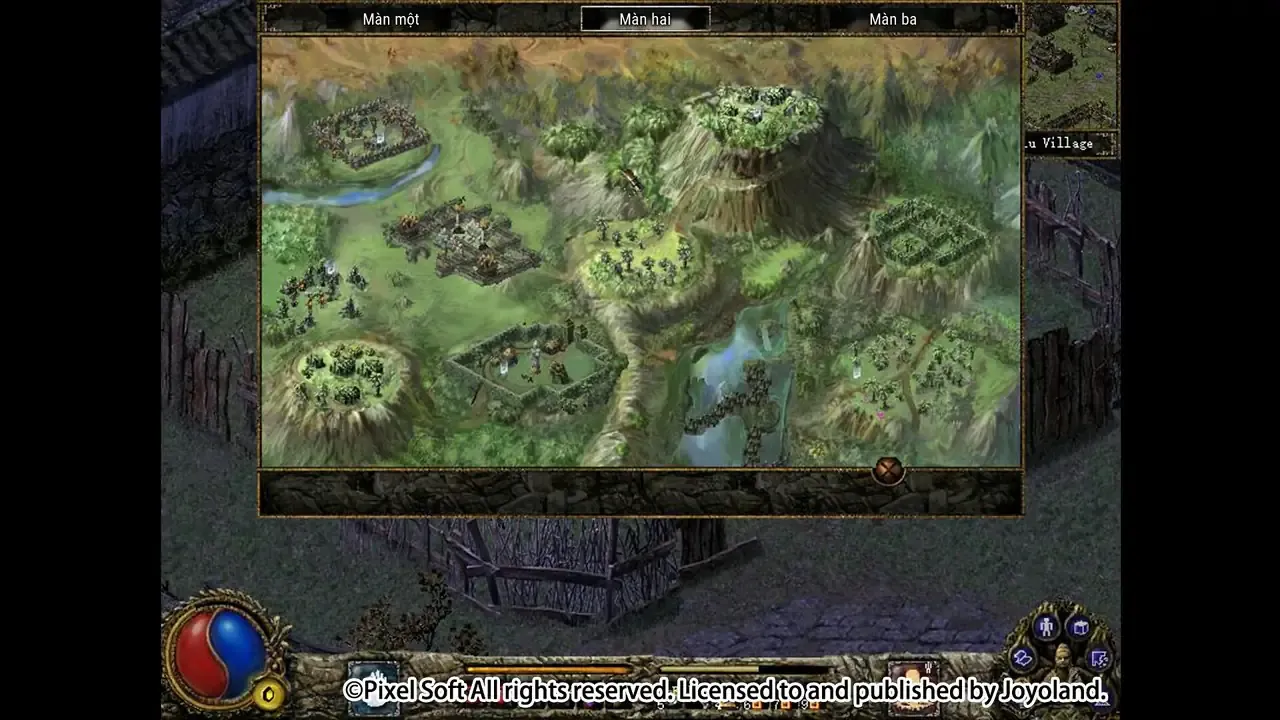 Màn một
Màn hai
Màn ba
Village
©Pixel Soft All rights reserved. Licensed to and published by Joyoland.